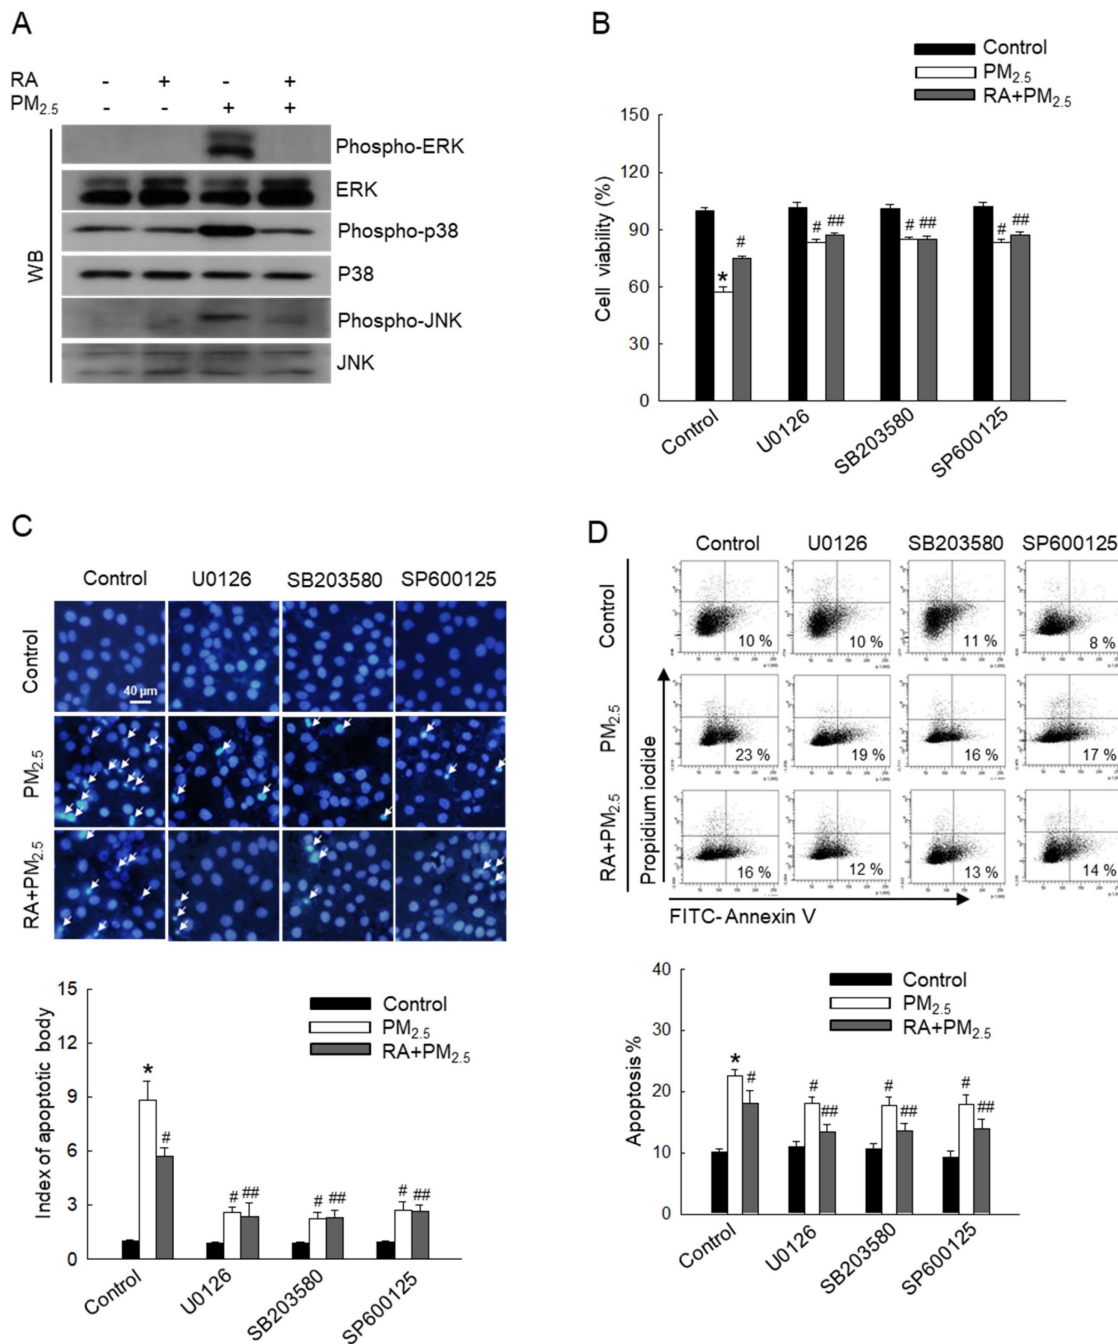 A
RA - + - +
PM2.5 - - + +
WB
Phospho-ERK
ERK
Phospho-p38
P38
Phospho-JNK
JNK
B
Control
PM2.5
RA+PM2.5
Cell viability (%)
150
120
90
60
30
0
*
#
# ##
# ##
# ##
Control
U0126
SB203580
SP600125
C
Control U0126 SB203580 SP600125
Control
40 µm
PM2.5
RA+PM2.5
Index of apoptotic body
15
12
9
6
3
0
Control
PM2.5
RA+PM2.5
*
#
# ##
# ##
# ##
Control
U0126
SB203580
SP600125
D
Control U0126 SB203580 SP600125
Control
10 % 10 % 11 % 8 %
PM2.5
23 % 19 % 16 % 17 %
RA+PM2.5
16 % 12 % 13 % 14 %
Propidium iodide
FITC- Annexin V
Apoptosis %
40
30
20
10
0
Control
PM2.5
RA+PM2.5
*
#
# ##
# ##
# ##
Control
U0126
SB203580
SP600125